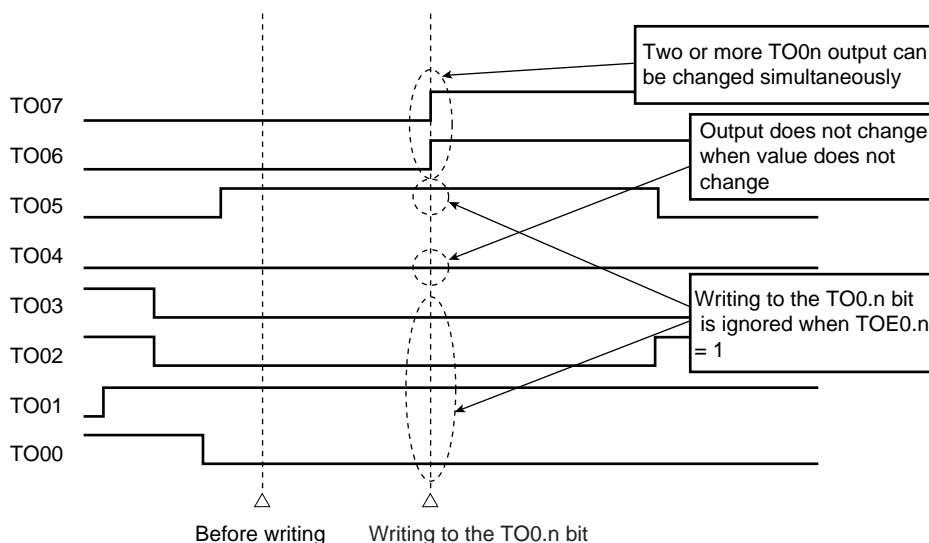 Two or more TO0n output can
be changed simultaneously
TO07
Output does not change
when value does not
change
TO06
TO05
TO04
TO03
Writing to the TO0.n bit
is ignored when TOE0.n
= 1
TO02
TO01
TO00
Before writing
Writing to the TO0.n bit